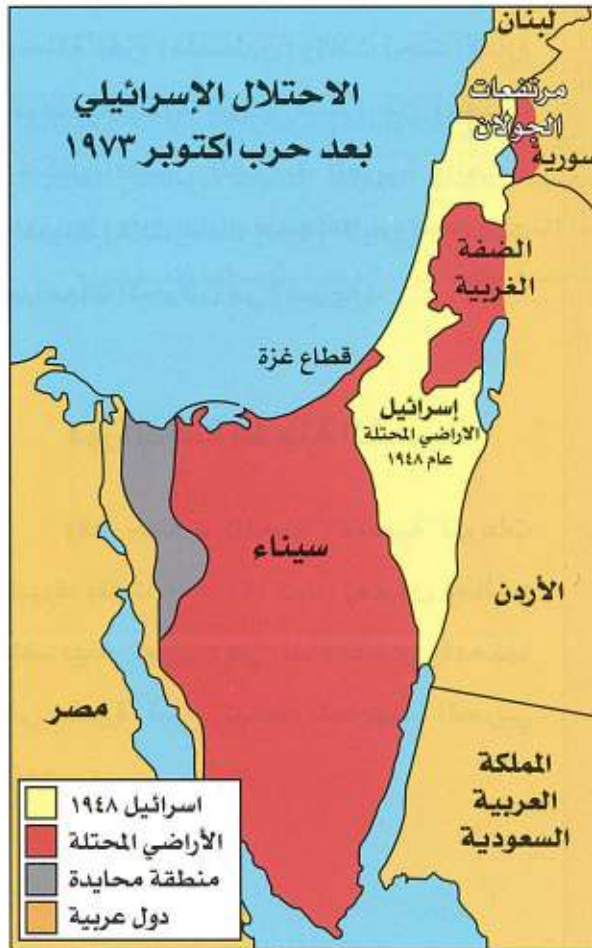 لبنان
الاحتلال الإسرائيلي
بعد حرب اكتوبر ١٩٧٣
مرتفعات
الجولان
سورية
الضفة
الغربية
قطاع غزة
إسرائيل
الاراضي المحتلة
عام ١٩٤٨
سيناء
الأردن
مصر
المملكة
العربية
السعودية
اسرائيل ١٩٤٨
الأراضي المحتلة
منطقة محايدة
دول عربية